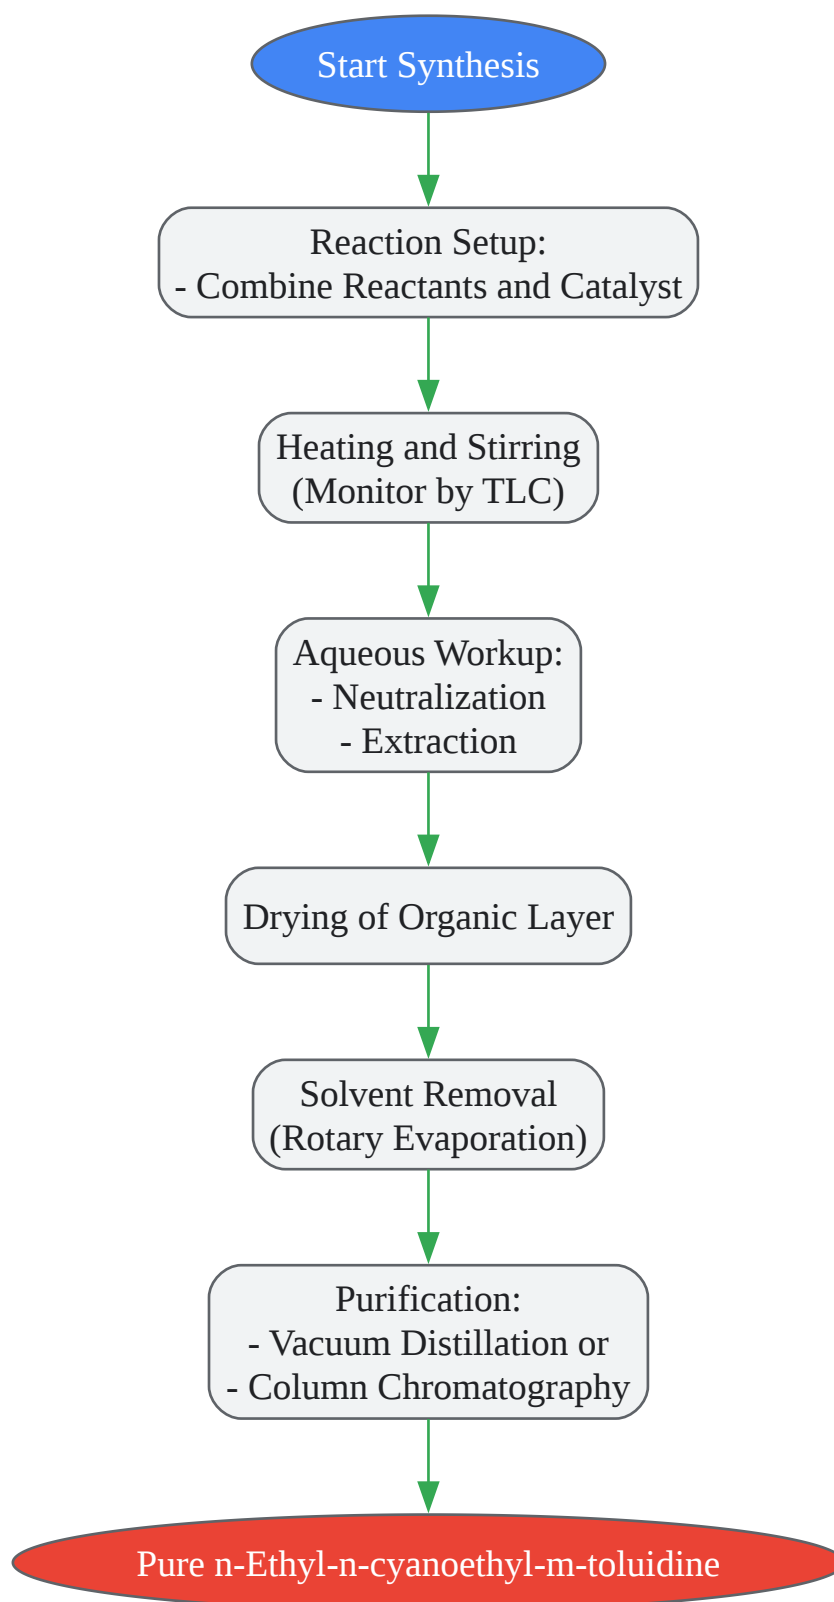 Start Synthesis
Reaction Setup:
- Combine Reactants and Catalyst
Heating and Stirring
(Monitor by TLC)
Aqueous Workup:
- Neutralization
- Extraction
Drying of Organic Layer
Solvent Removal
(Rotary Evaporation)
Purification:
- Vacuum Distillation or
- Column Chromatography
Pure n-Ethyl-n-cyanoethyl-m-toluidine